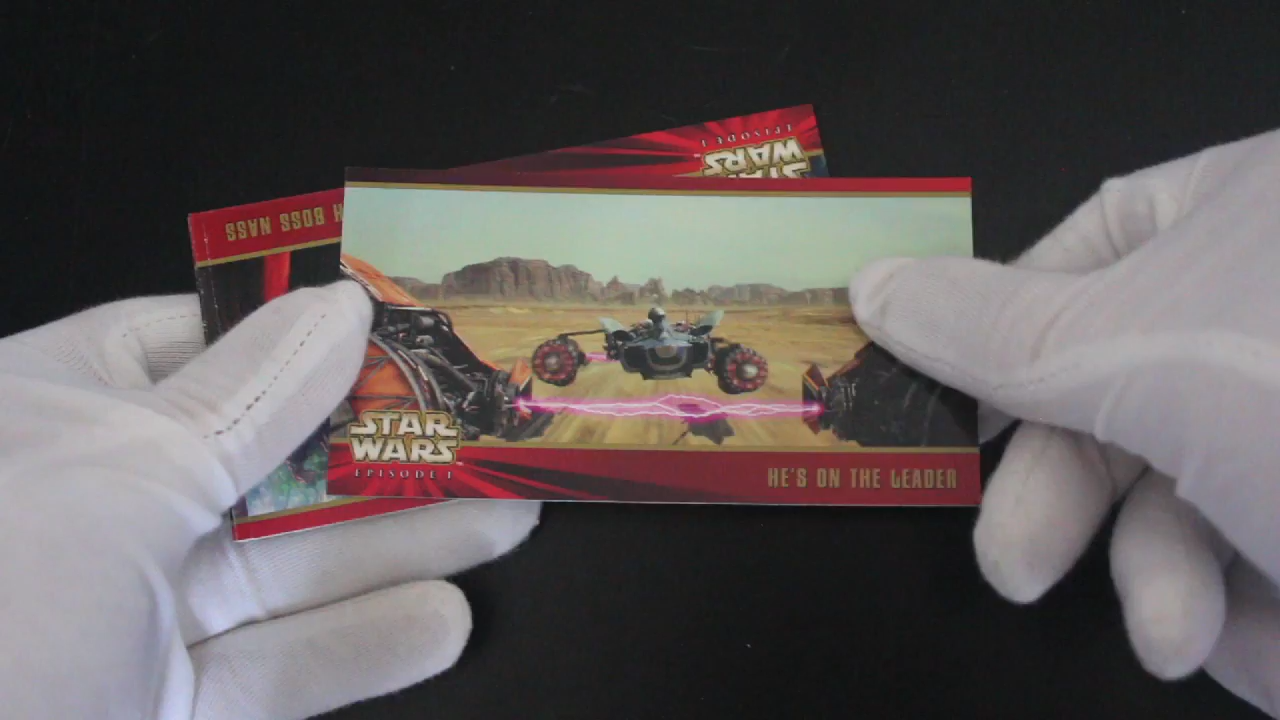 EPISODE I
STAR
WARS
H BOSS NASS
STAR
WARS
EPISODE I
HE'S ON THE LEADER